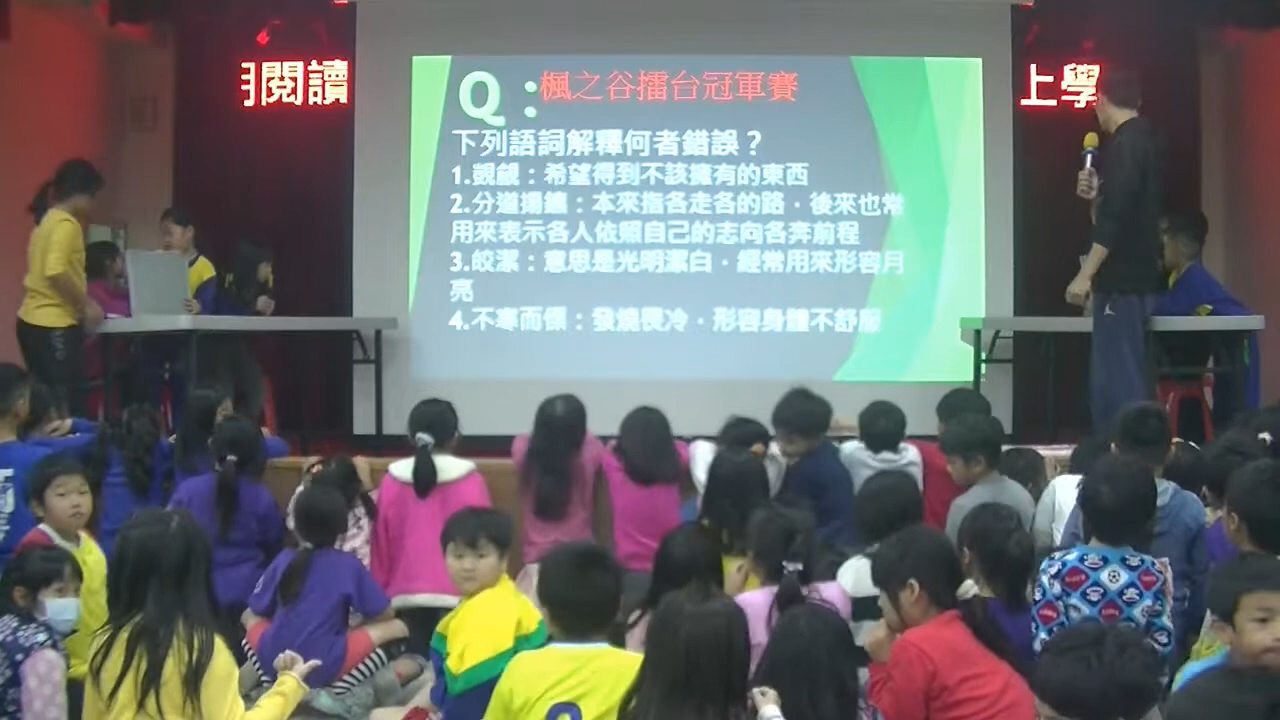 月閱讀
上學
Q：楓之谷擂台冠軍賽
下列語詞解釋何者錯誤？
1.覬覦：希望得到不該擁有的東西
2.分道揚鑣：本來指各走各的路，後來也常
用來表示各人依照自己的志向各奔前程
3.皎潔：意思是光明潔白，經常用來形容月
亮
4.不寒而慄：發燒畏冷，形容身體不舒服